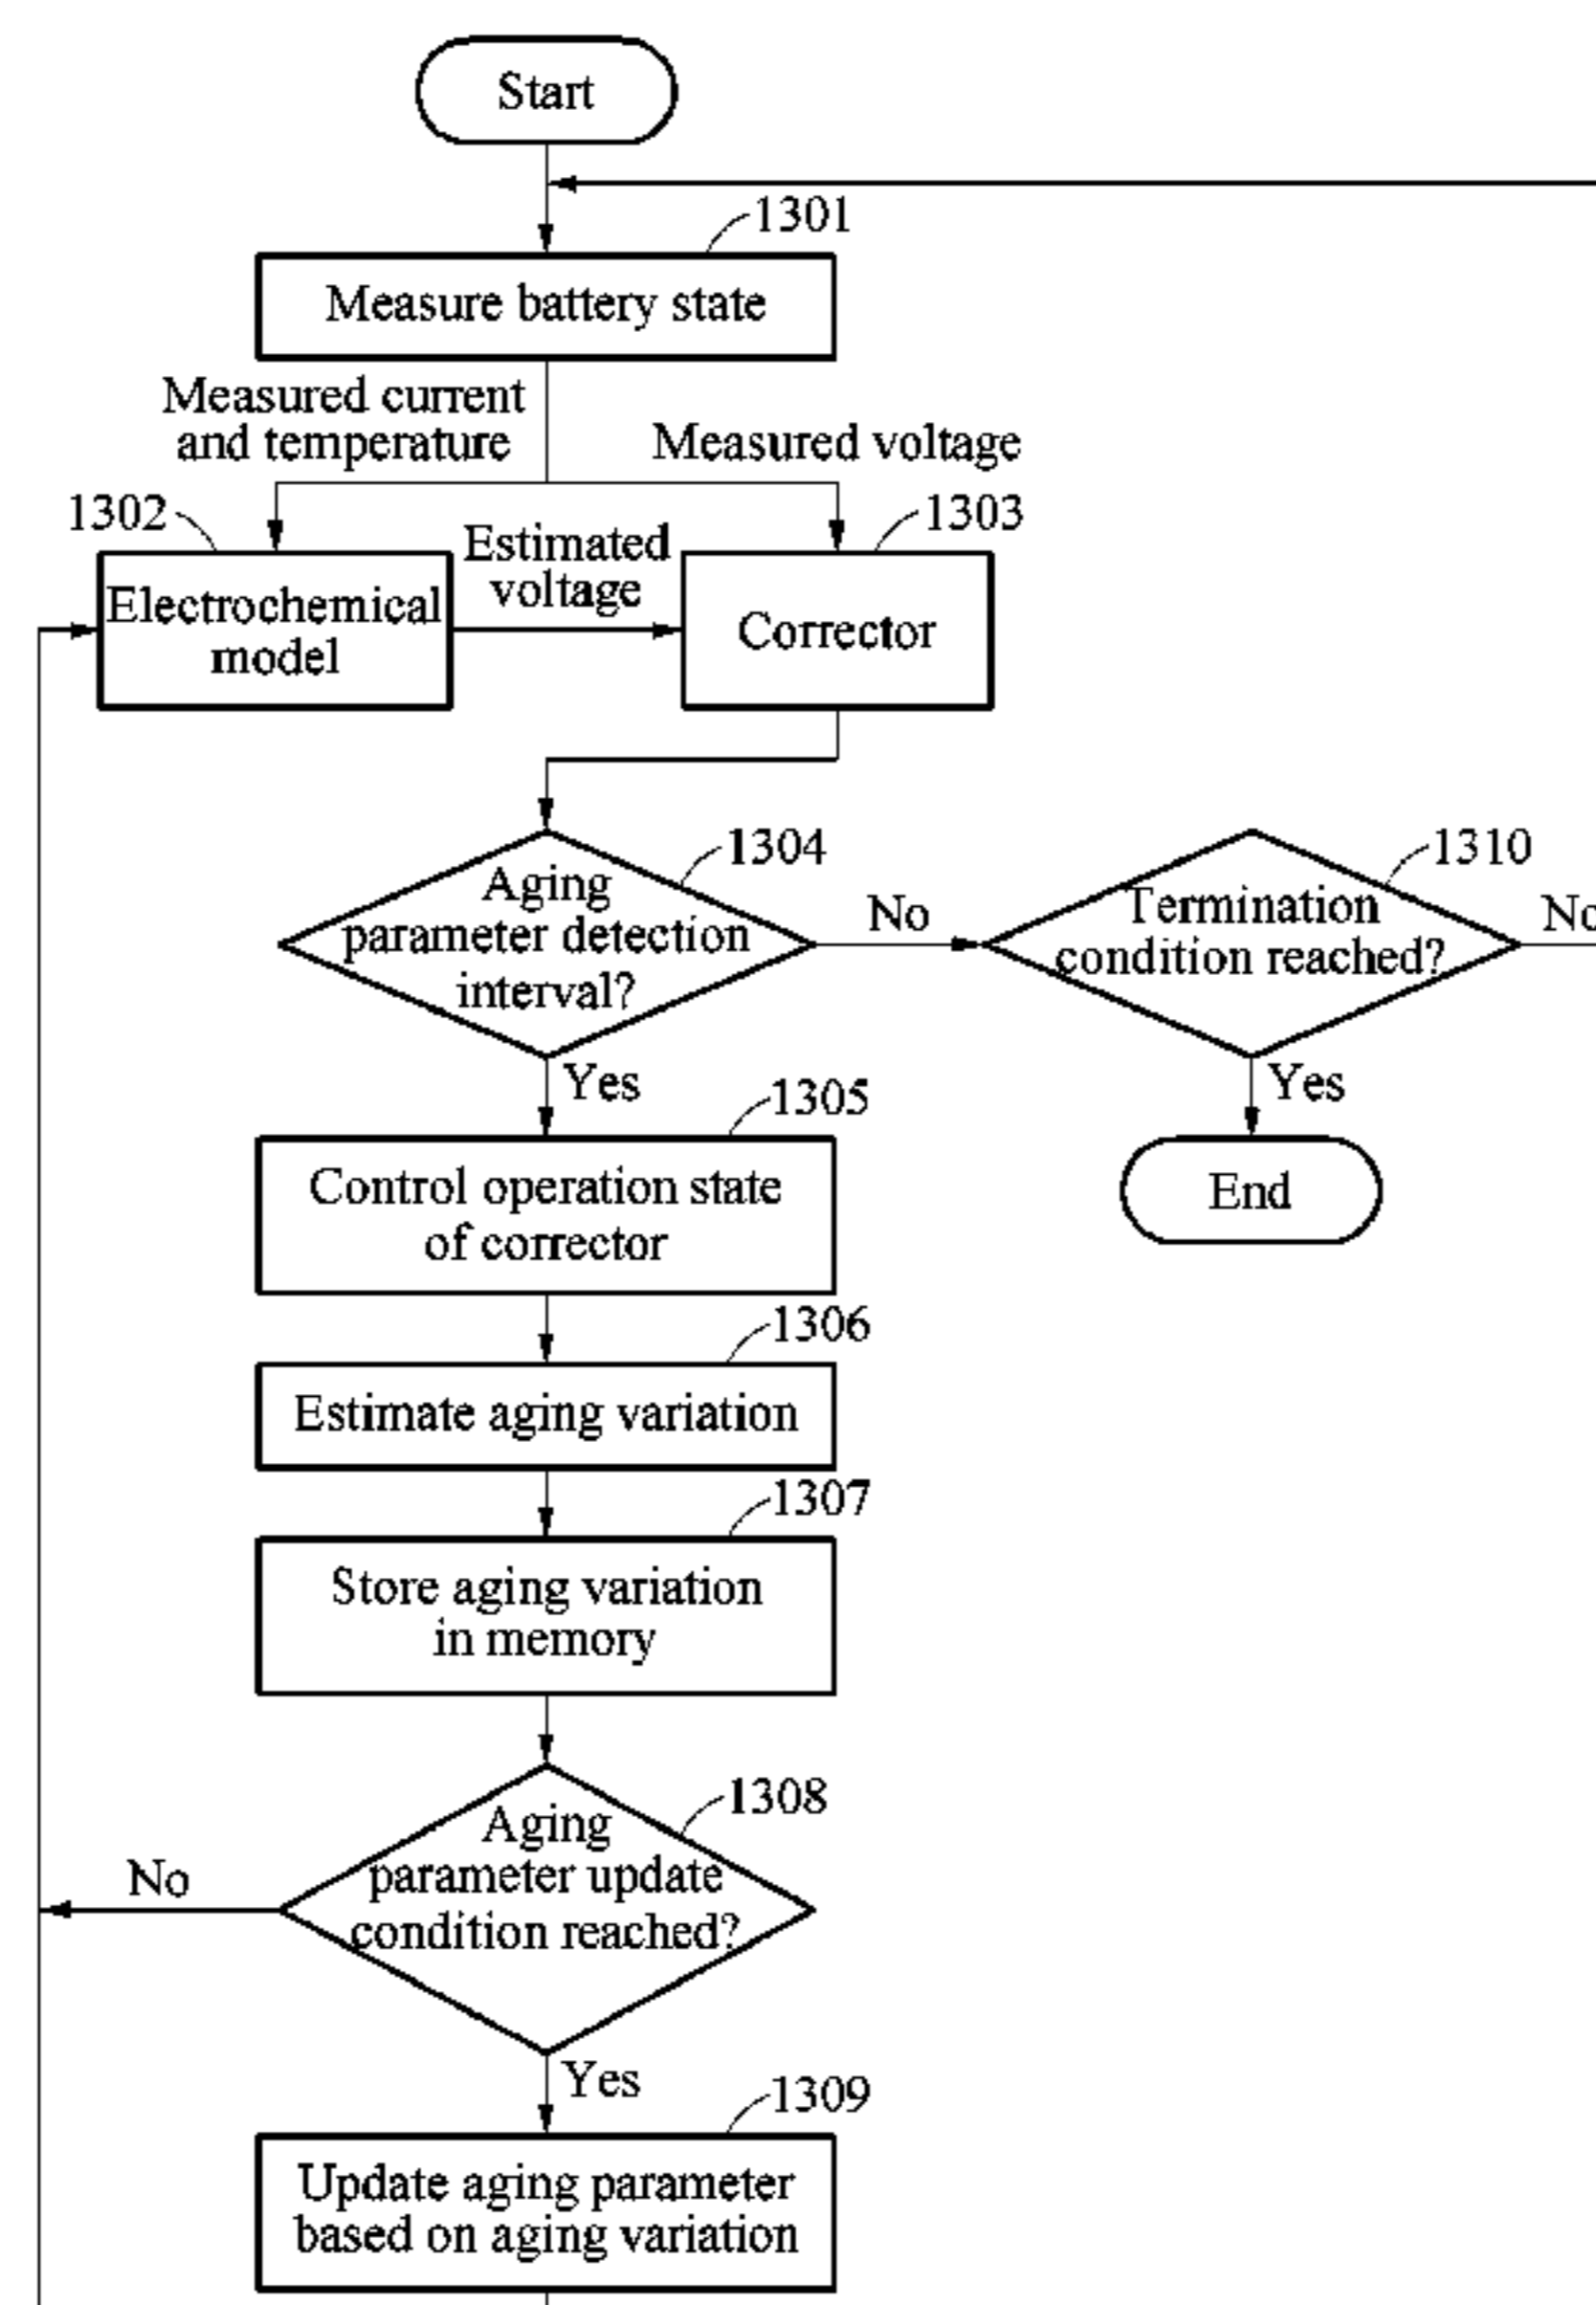 Start
1301
Measure battery state
Measured current
and temperature
Measured voltage
1302
1303
Estimated
voltage
Electrochemical
model
Corrector
1304
1310
Aging
parameter detection
interval?
No
Termination
condition reached?
No
Yes
Yes
1305
Control operation state
of corrector
End
1306
Estimate aging variation
1307
Store aging variation
in memory
1308
Aging
parameter update
condition reached?
No
Yes
1309
Update aging parameter
based on aging variation